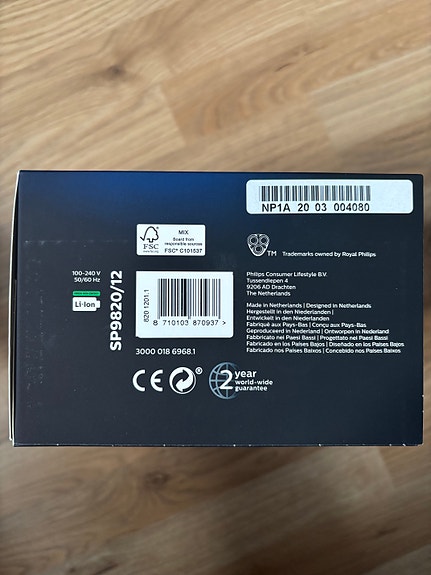 NP1A 20 03 004080
MIX
Board from
responsible sources
FSC® C101537
FSC
TM
Trademarks owned by Royal Philips
100-240 V
50/60 Hz
Li-Ion
SP9820/12
820 1201.1
8 710103 870937 >
3000 018 6968.1
Philips Consumer Lifestyle B.V.
Tussendiepen 4
9206 AD Drachten
The Netherlands
Made in Netherlands | Designed in Netherlands
Hergestellt in den Niederlanden |
Entwickelt in den Niederlanden
Fabriqué aux Pays-Bas | Conçu aux Pays-Bas
Geproduceerd in Nederland | Ontworpen in Nederland
Fabbricato nei Paesi Bassi | Progettato nei Paesi Bassi
Fabricado en los Países Bajos | Diseñado en los Países Bajos
Fabricado nos Países Baixos | Concebido nos Países Baixos
CE
®
2 year
world-wide
guarantee